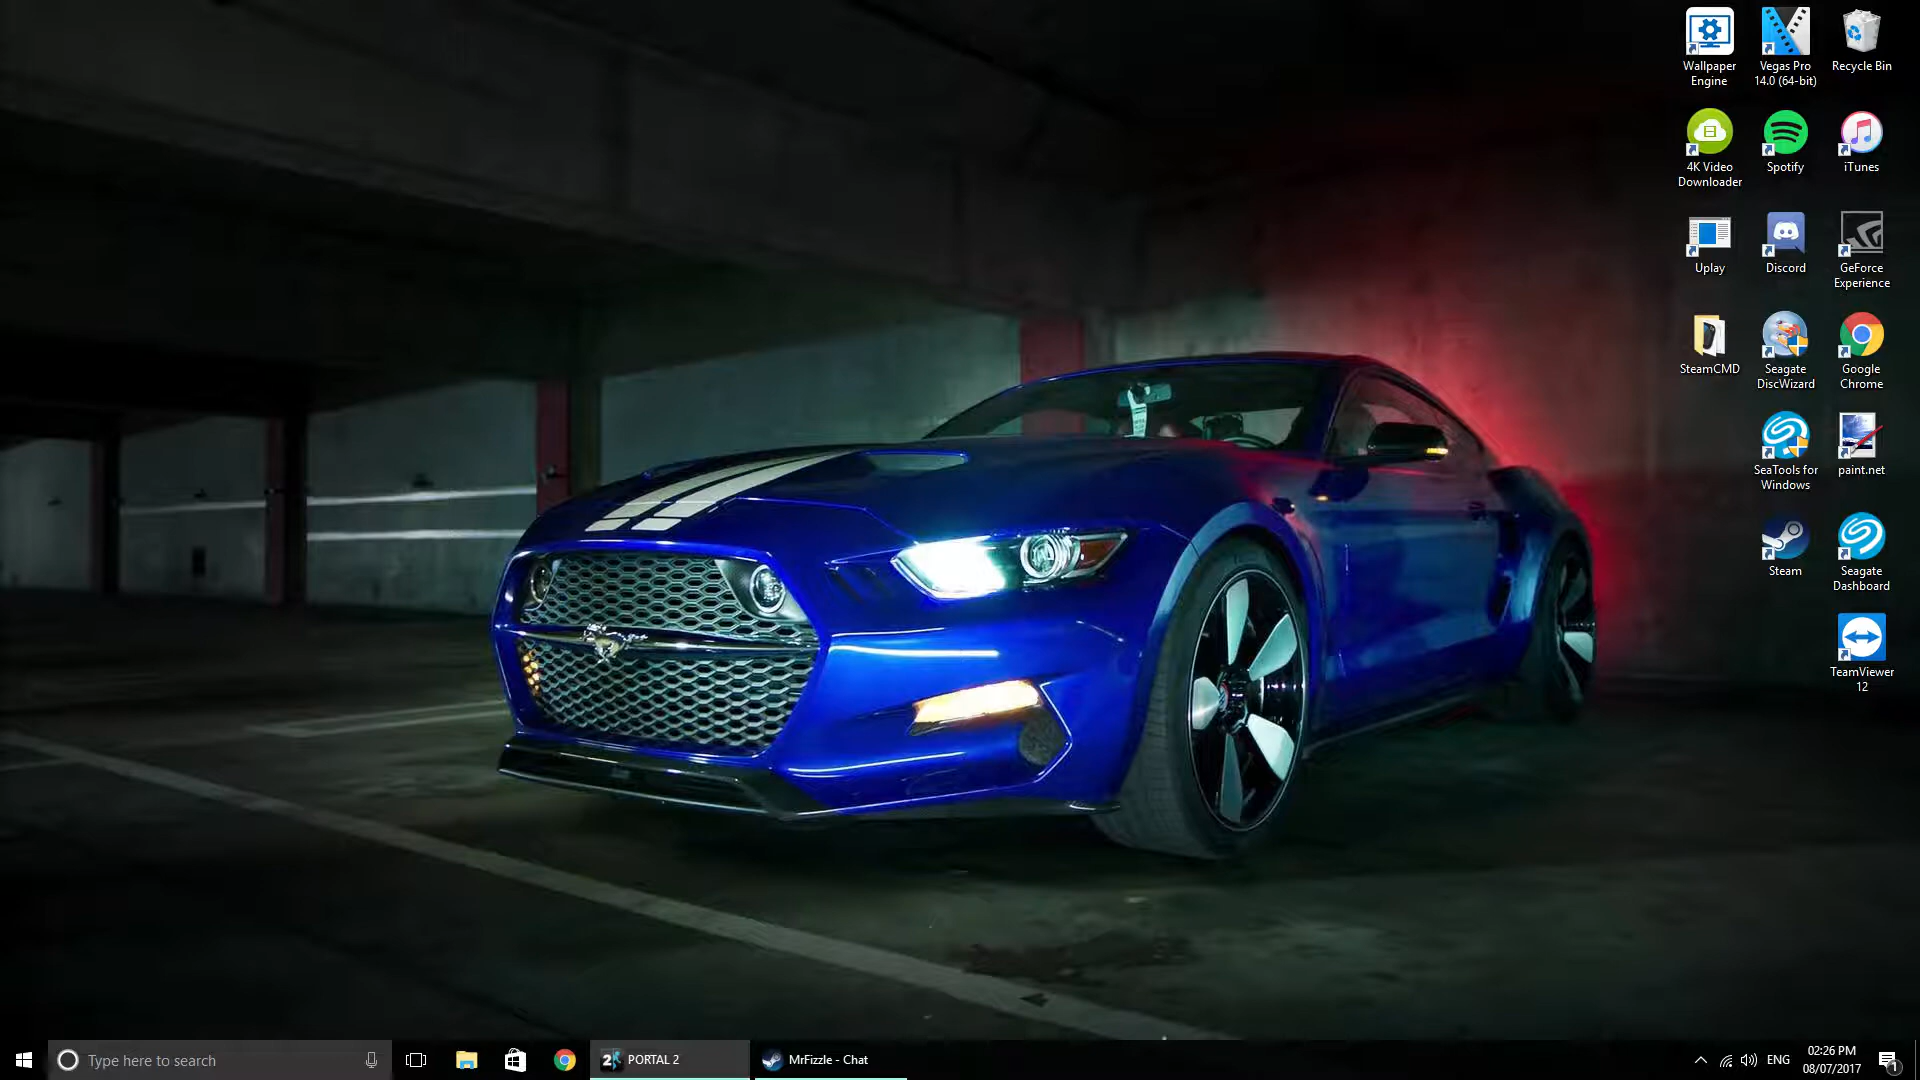 Wallpaper
Engine
Vegas Pro
14.0 (64-bit)
Recycle Bin
4K Video
Downloader
Spotify
iTunes
Uplay
Discord
GeForce
Experience
SteamCMD
Seagate
DiscWizard
Google
Chrome
SeaTools for
Windows
paint.net
Steam
Seagate
Dashboard
TeamViewer
12
Type here to search
PORTAL 2
MrFizzle - Chat
ENG
02:26 PM
08/07/2017
1